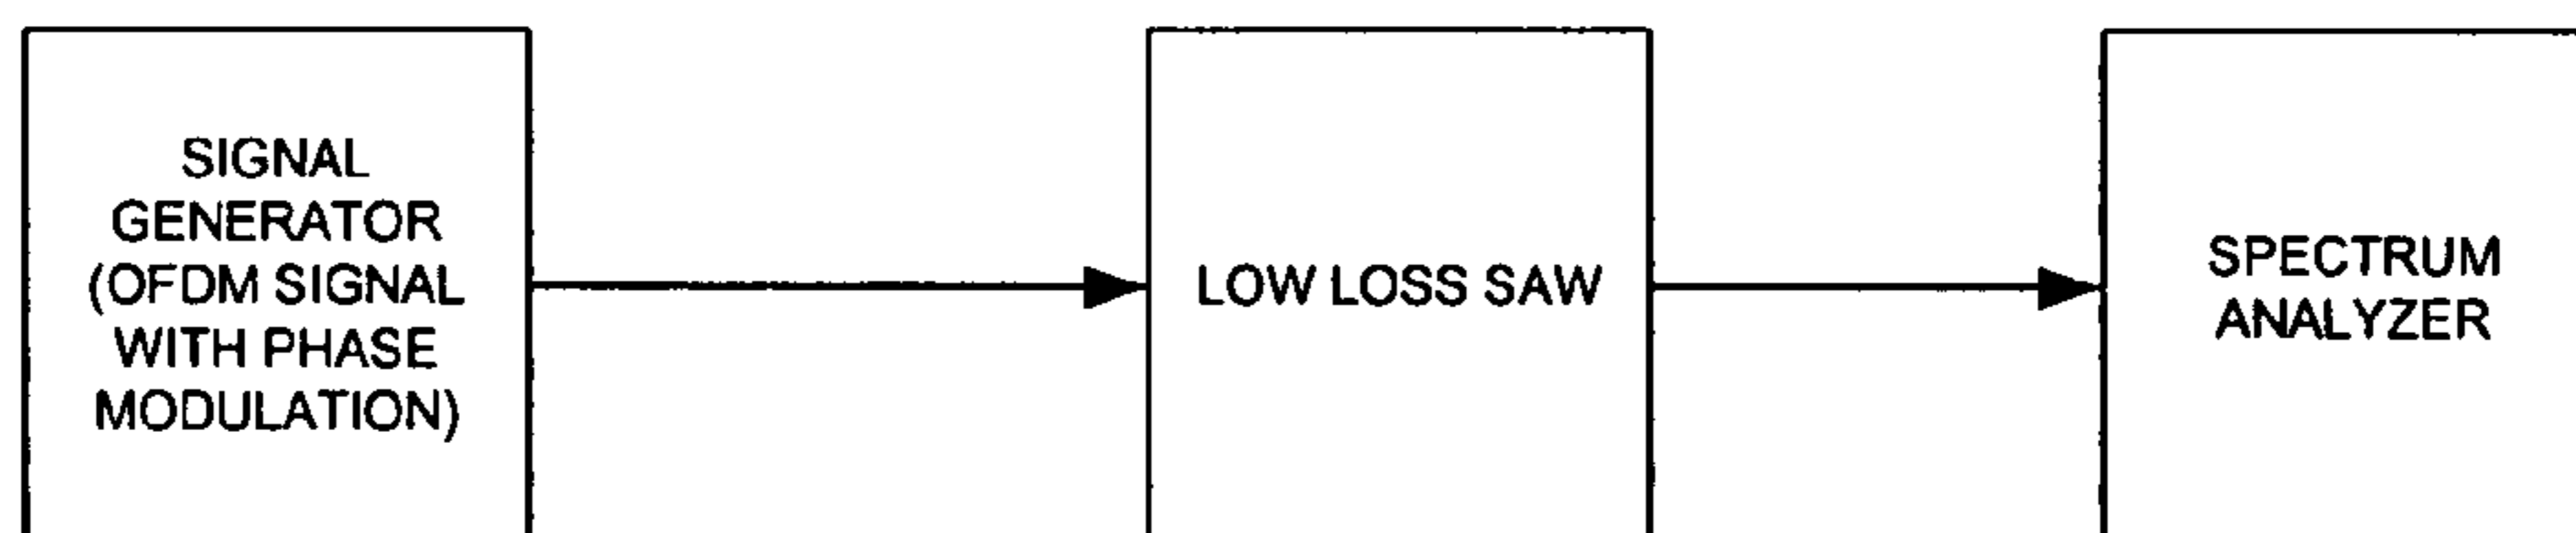 SIGNAL
GENERATOR
(OFDM SIGNAL
WITH PHASE
MODULATION)
LOW LOSS SAW
SPECTRUM
ANALYZER